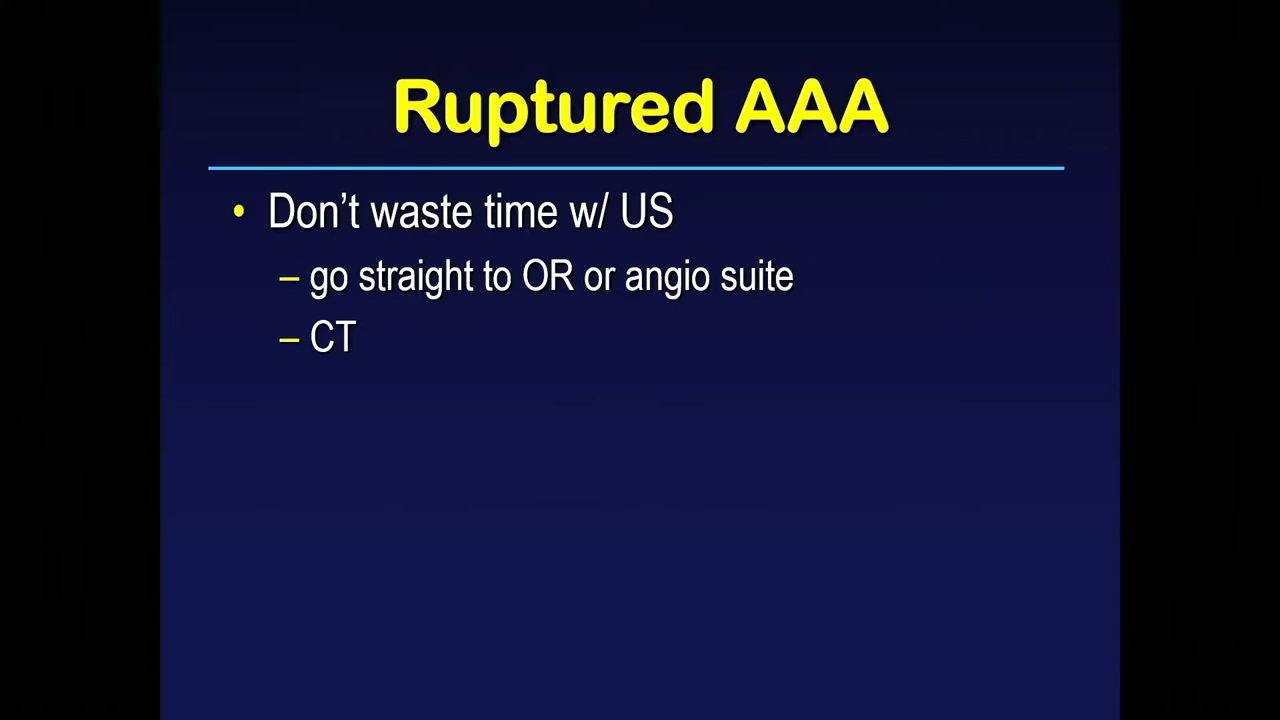 Ruptured AAA
• Don’t waste time w/ US
– go straight to OR or angio suite
– CT